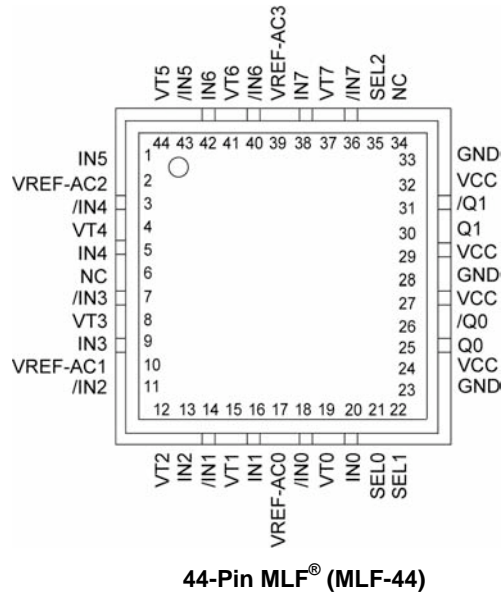 VT5 /IN5 IN6 VT6 /IN6 VREF-AC3 IN7 VT7 /IN7 SEL2 NC
44 43 42 41 40 39 38 37 36 35 34
IN5 1 33 GND
VREF-AC2 2 32 VCC
/IN4 3 31 /Q1
VT4 4 30 Q1
IN4 5 29 VCC
NC 6 28 GND
/IN3 7 27 VCC
VT3 8 26 /Q0
IN3 9 25 Q0
VREF-AC1 10 24 VCC
/IN2 11 23 GND
12 13 14 15 16 17 18 19 20 21 22
VT2 IN2 /IN1 VT1 IN1 VREF-AC0 /IN0 VT0 IN0 SEL0 SEL1
44-Pin MLF® (MLF-44)